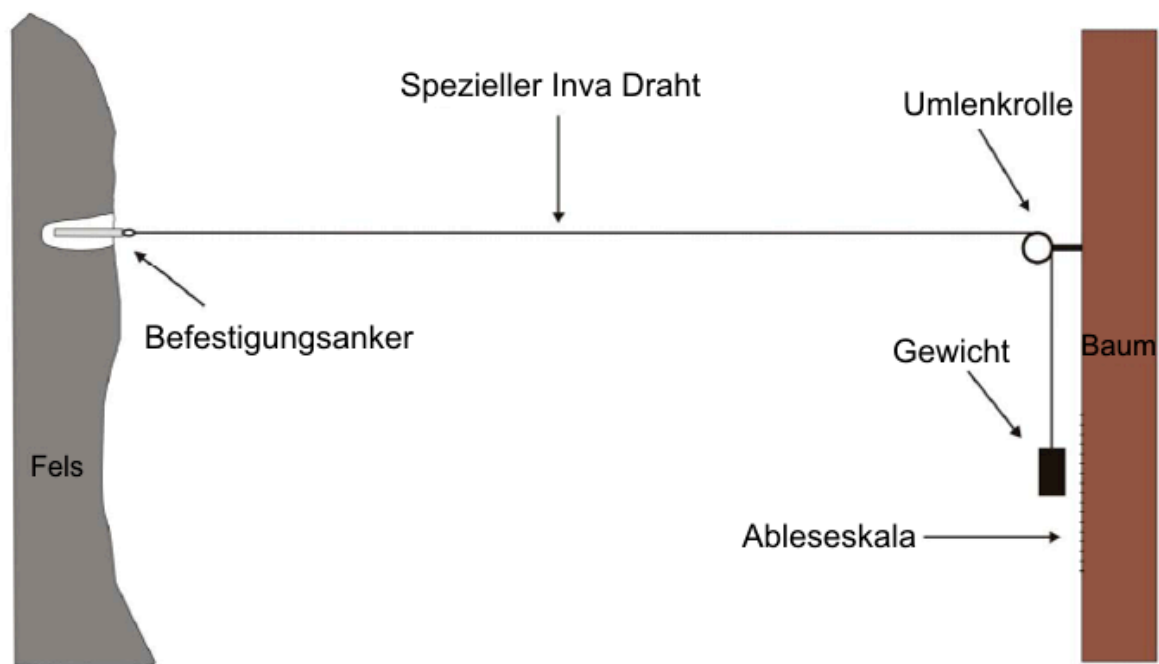 Spezieller Inva Draht
Umlenkrolle
Befestigungsanker
Gewicht
Baum
Fels
Ableseskala